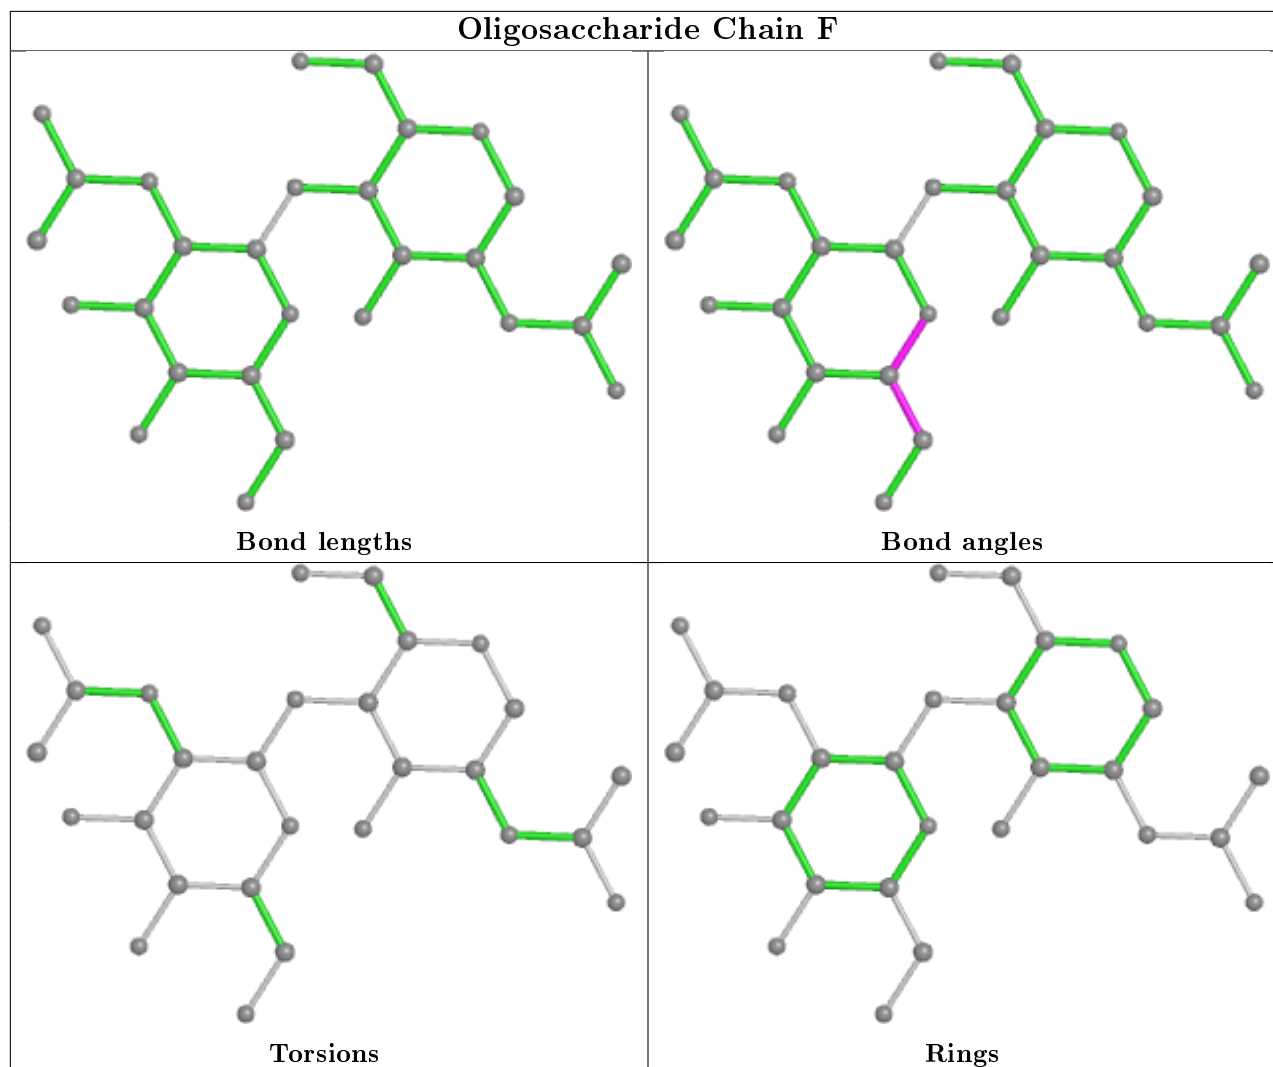 Oligosaccharide Chain F
Bond lengths
Bond angles
Torsions
Rings